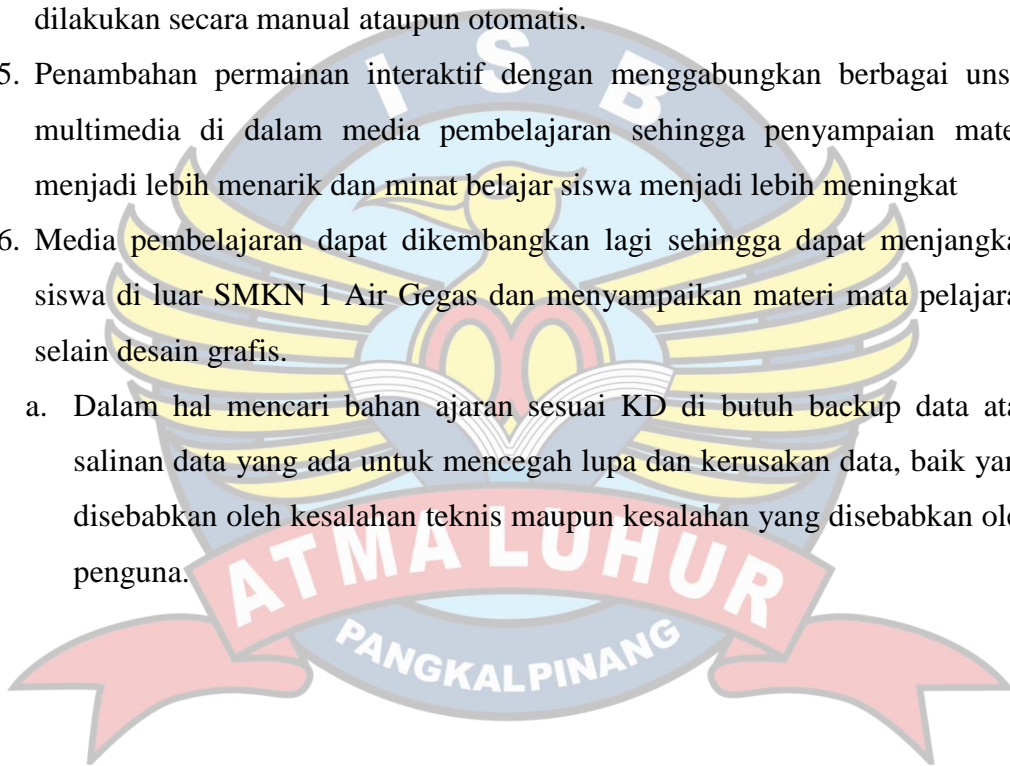 dilakukan secara manual ataupun otomatis.
5. Penambahan permainan interaktif dengan menggabungkan berbagai uns
multimedia di dalam media pembelajaran sehingga penyampaian mate
menjadi lebih menarik dan minat belajar siswa menjadi lebih meningkat
6. Media pembelajaran dapat dikembangkan lagi sehingga dapat menjangka
siswa di luar SMKN 1 Air Gegas dan menyampaikan materi mata pelajara
selain desain grafis.
a. Dalam hal mencari bahan ajaran sesuai KD di butuh backup data ata
salinan data yang ada untuk mencegah lupa dan kerusakan data, baik yan
disebabkan oleh kesalahan teknis maupun kesalahan yang disebabkan ole
penguna.
I S B
ATMA LUHUR
PANGKALPINANG